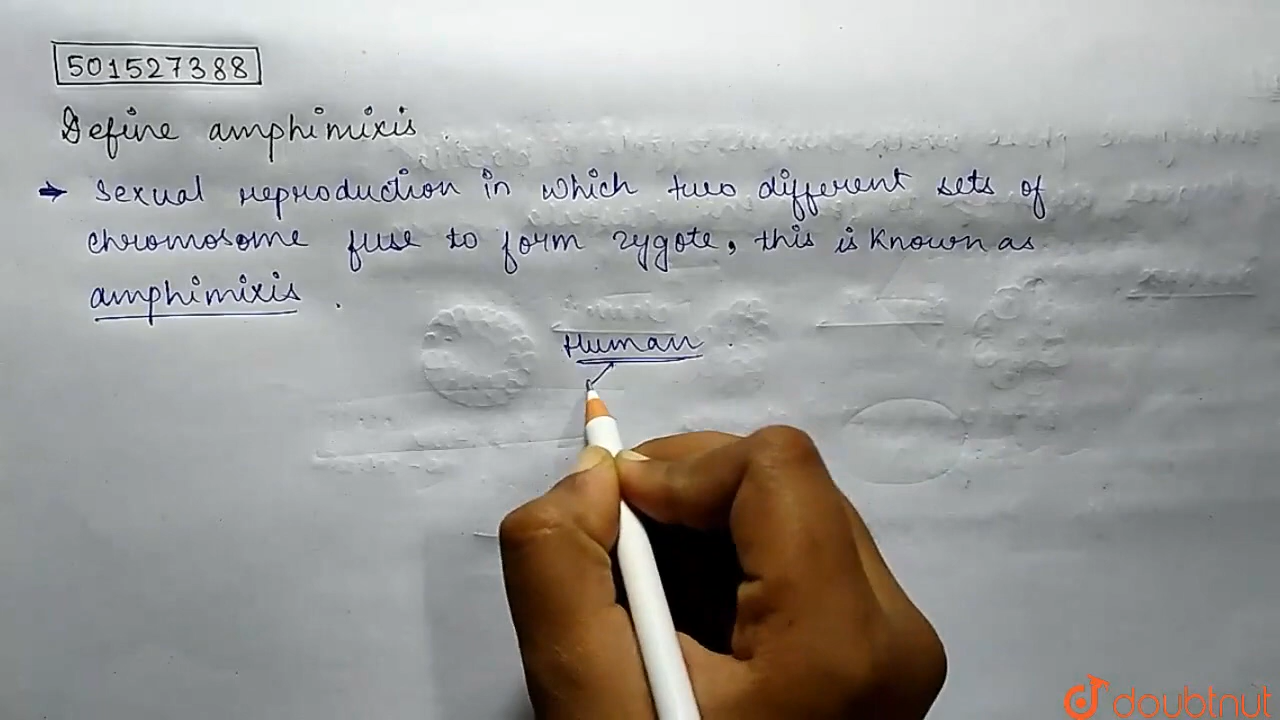 501527388
Define amphimixis.
→ Sexual reproduction in which two different sets of
chromosome fuse to form zygote, this is known as
amphimixis.
Human
doubtnut